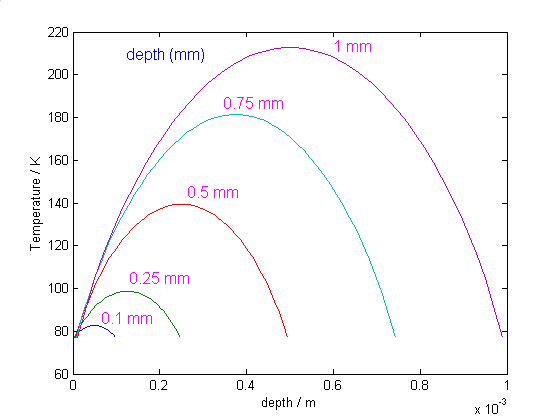 220
200
180
160
140
120
100
80
60
Temperature / K
depth (mm)
1 mm
0.75 mm
0.5 mm
0.25 mm
0.1 mm
0 0.2 0.4 0.6 0.8 1
x 10⁻³
depth / m